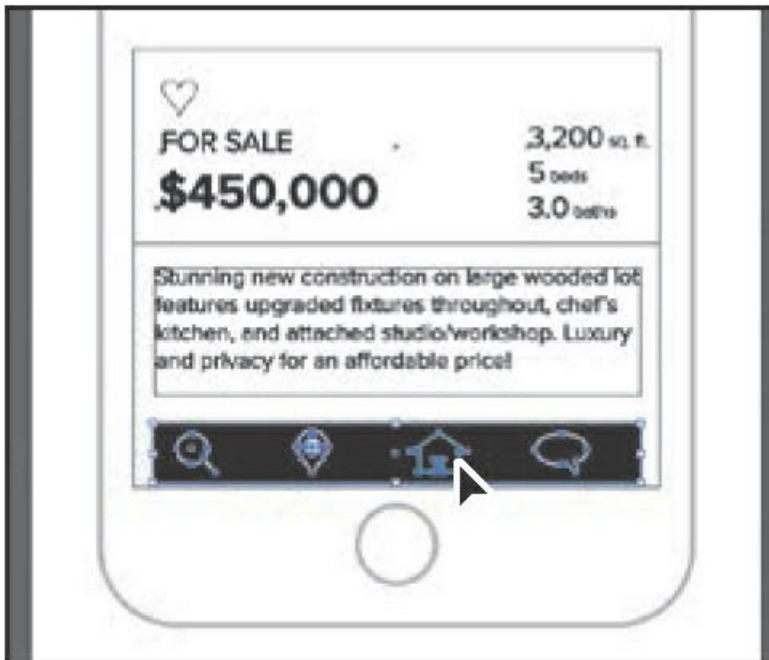 FOR SALE
$450,000
3,200 sq. ft.
5 beds
3.0 baths
Stunning new construction on large wooded lot
features upgraded fixtures throughout, chef's
kitchen, and attached studio/workshop. Luxury
and privacy for an affordable price!